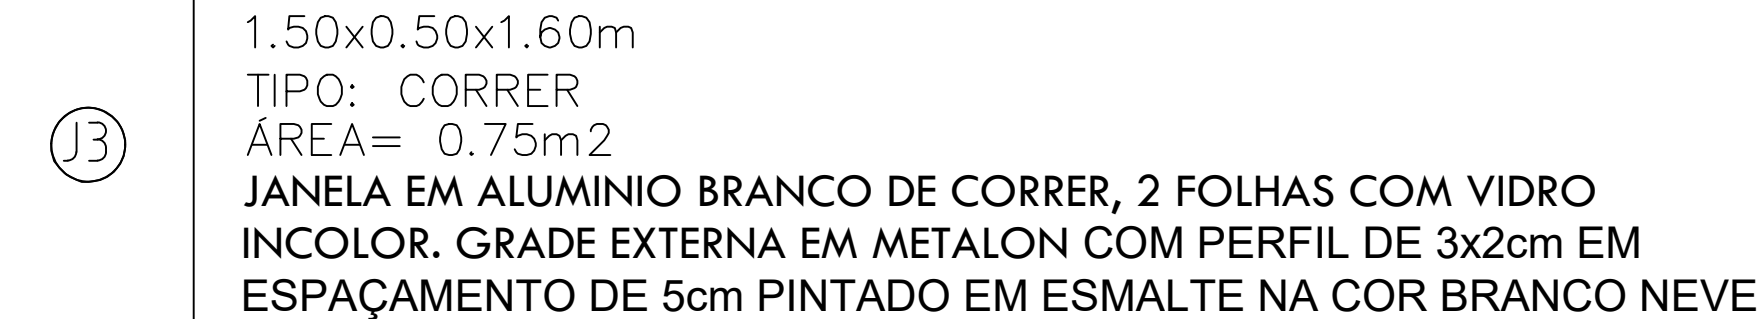 1.50x0.50x1.60m
TIPO: CORRER
J3
ÁREA= 0.75m2
JANELA EM ALUMINIO BRANCO DE CORRER, 2 FOLHAS COM VIDRO
INCOLOR. GRADE EXTERNA EM METALON COM PERFIL DE 3x2cm EM
ESPAÇAMENTO DE 5cm PINTADO EM ESMALTE NA COR BRANCO NEVE